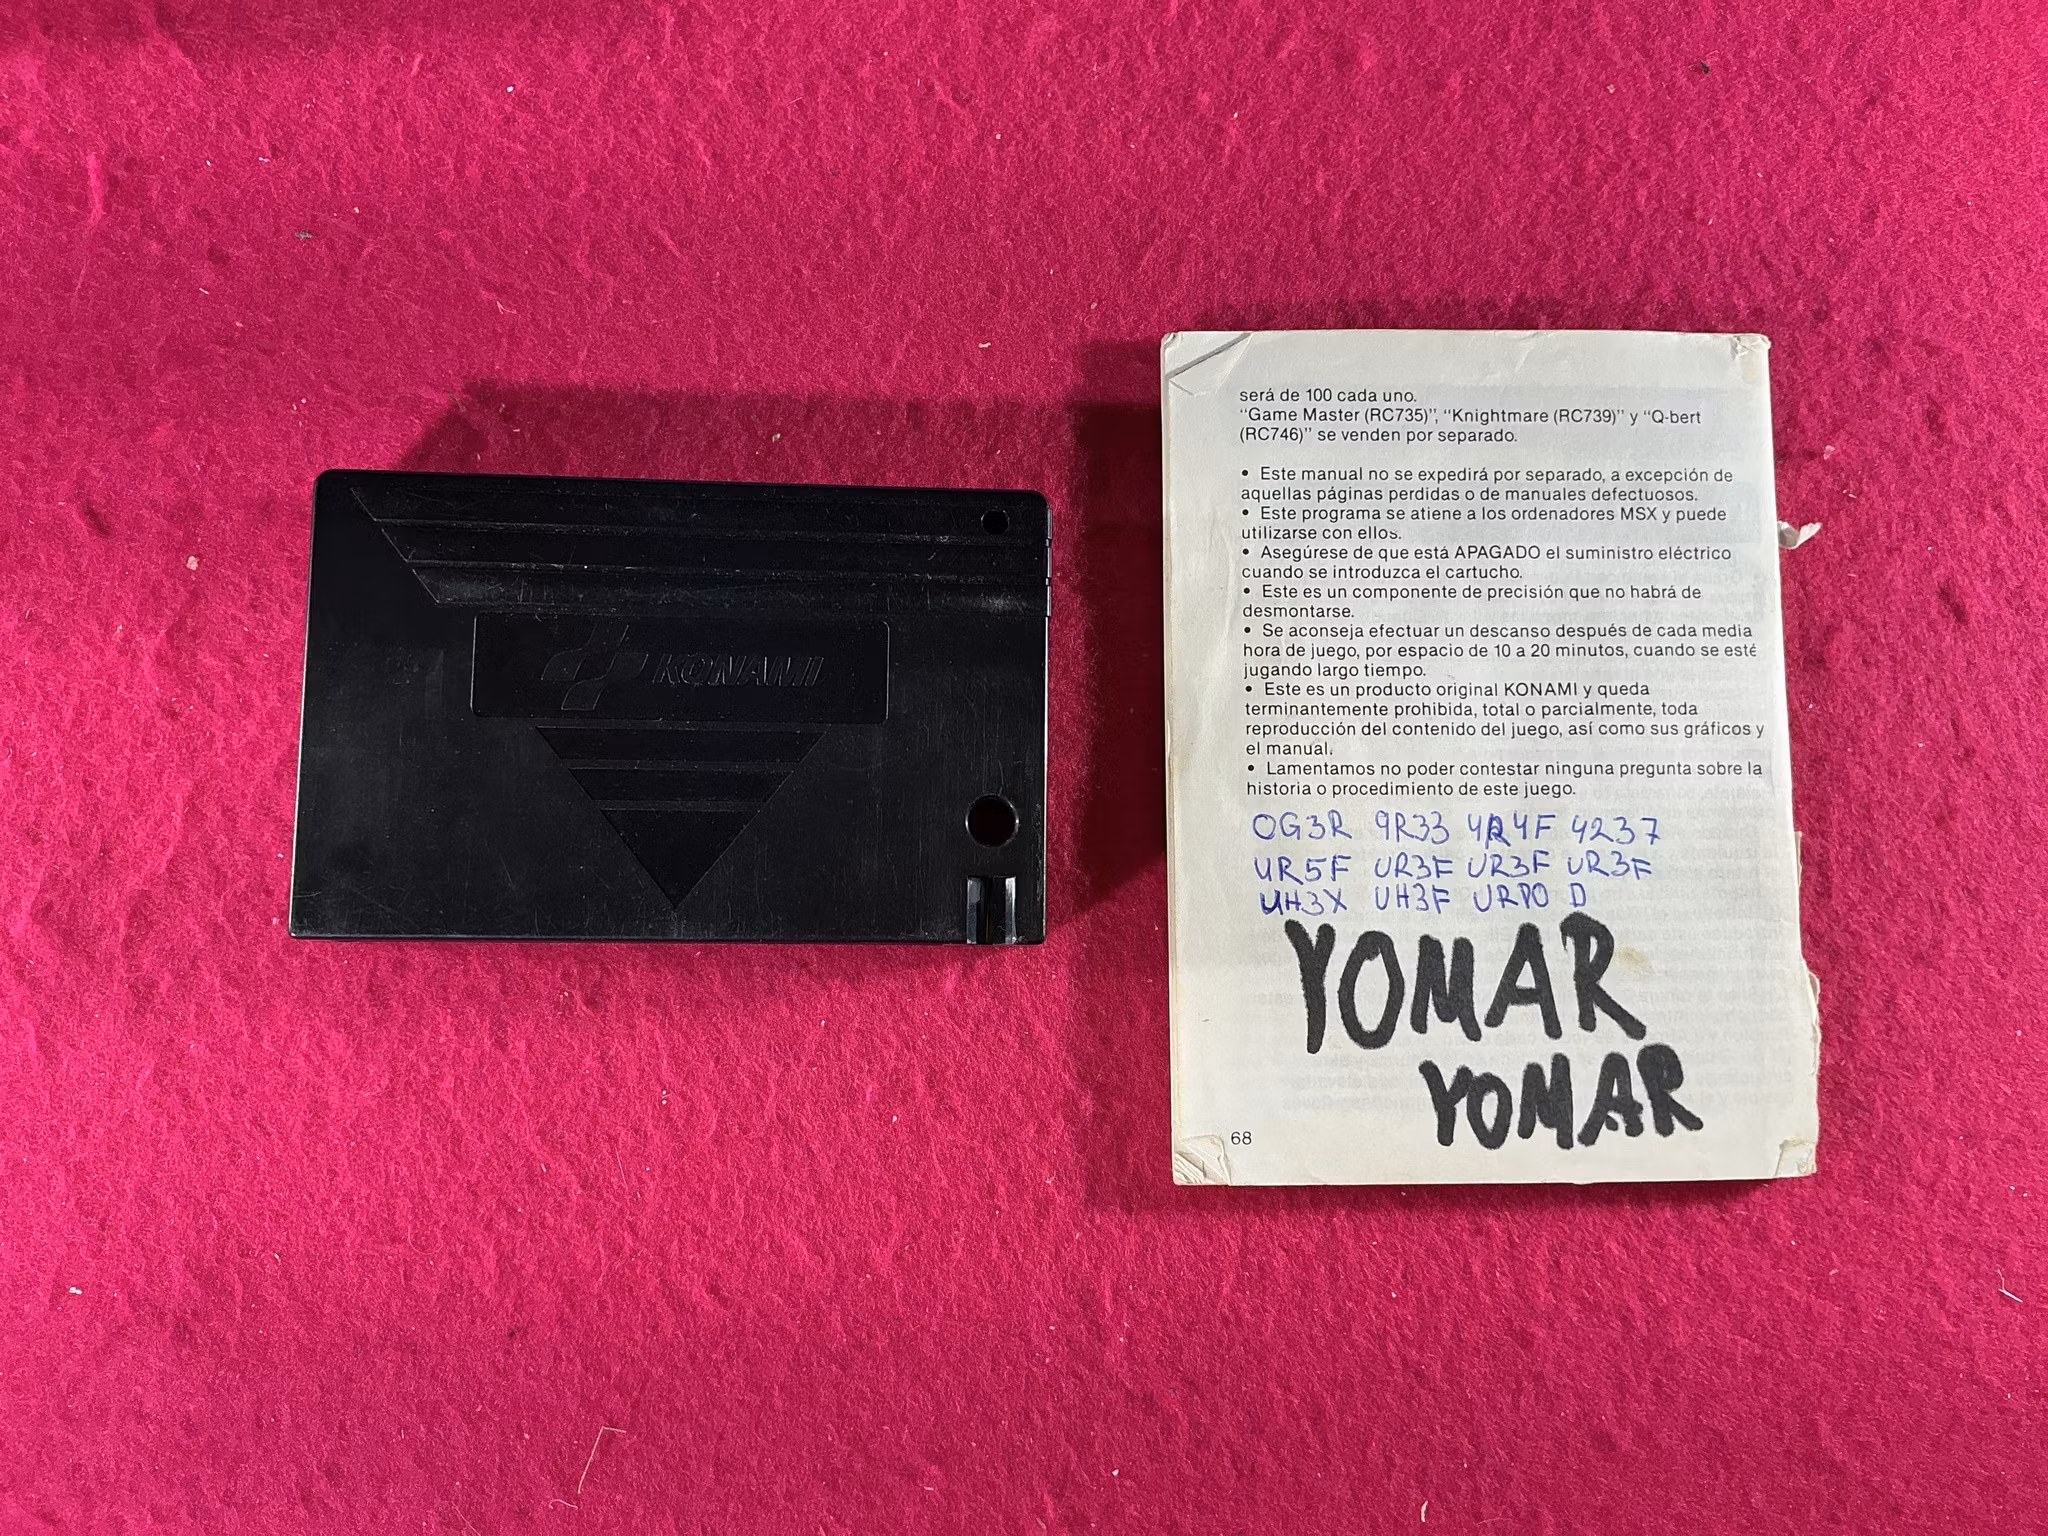 KONAMI
será de 100 cada uno.
“Game Master (RC735)”, “Knightmare (RC739)” y “Q-bert
(RC746)” se venden por separado.
• Este manual no se expedirá por separado, a excepción de
aquellas páginas perdidas o de manuales defectuosos.
• Este programa se atiene a los ordenadores MSX y puede
utilizarse con ellos.
• Asegúrese de que está APAGADO el suministro eléctrico
cuando se introduzca el cartucho.
• Este es un componente de precisión que no habrá de
desmontarse.
• Se aconseja efectuar un descanso después de cada media
hora de juego, por espacio de 10 a 20 minutos, cuando se esté
jugando largo tiempo.
• Este es un producto original KONAMI y queda
terminantemente prohibida, total o parcialmente, toda
reproducción del contenido del juego, así como sus gráficos y
el manual.
• Lamentamos no poder contestar ninguna pregunta sobre la
historia o procedimiento de este juego.
OG3R 9R33 4R4F 4237
UR5F UR3F UR3F UR3F
UH3X UH3F URPO D
YOMAR
YOMAR
68